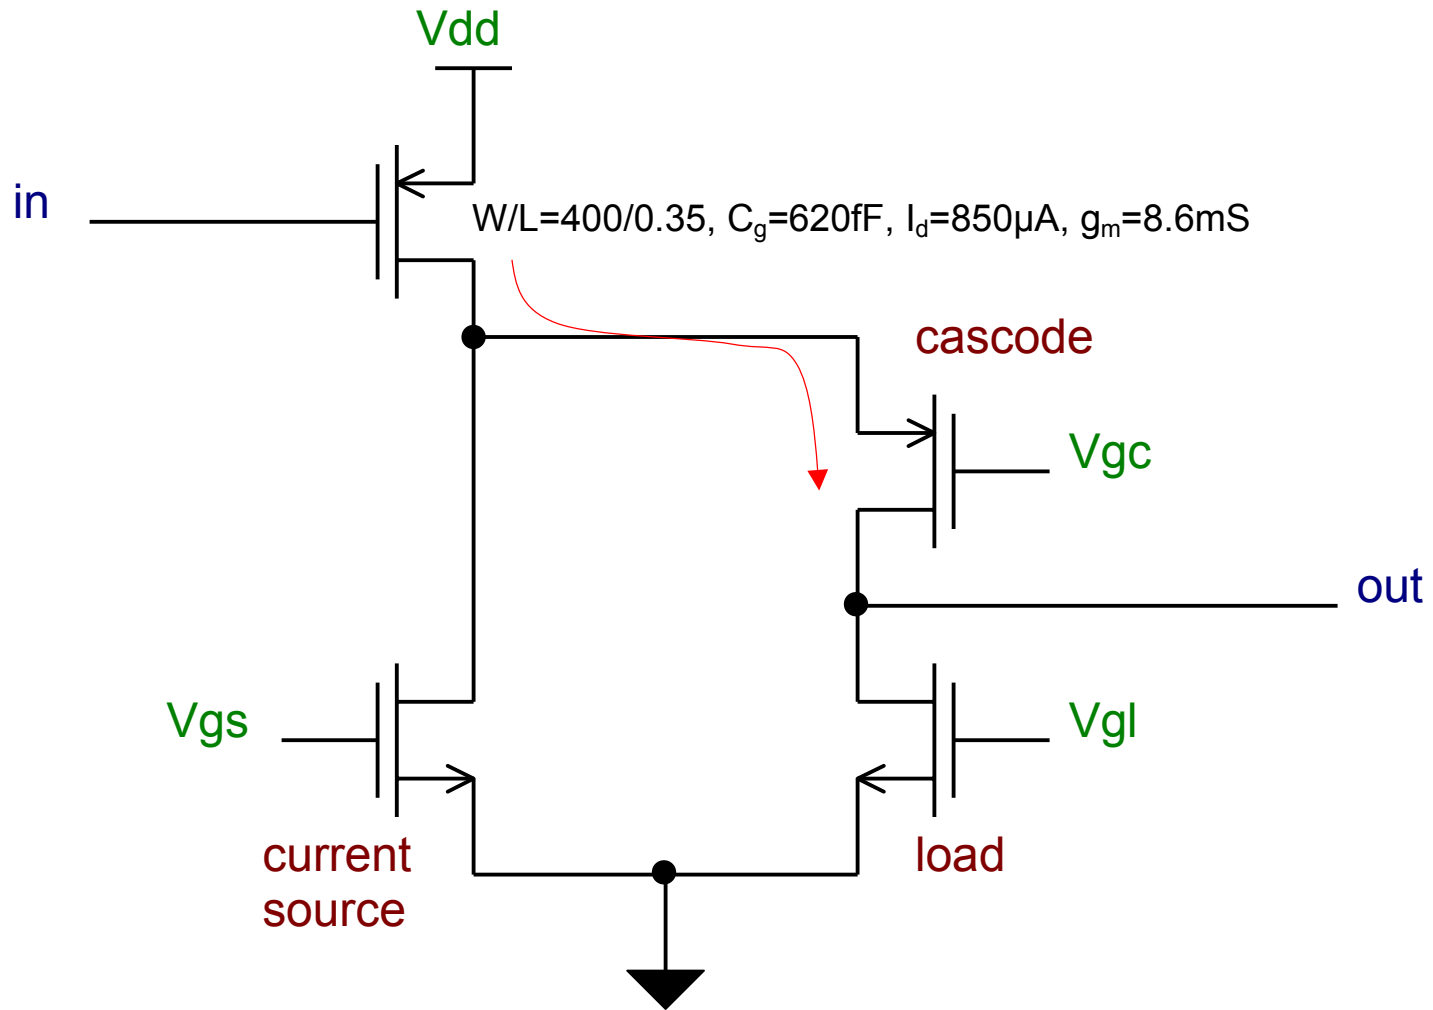 Vdd
in
W/L=400/0.35, Cg=620fF, Id=850µA, gm=8.6mS
cascode
Vgc
out
Vgs
Vgl
current
source
load